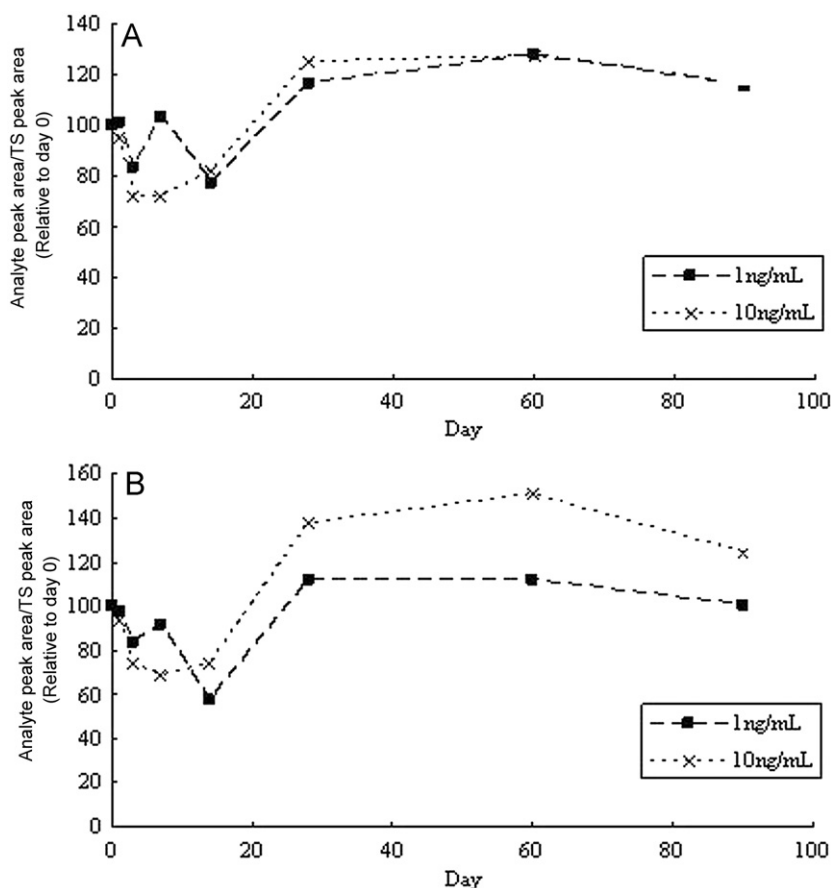 A
Analyte peak area/TS peak area
(Relative to day 0)
140
120
100
80
60
40
20
0
0 20 40 60 80 100
Day
1ng/mL
10ng/mL
B
Analyte peak area/TS peak area
(Relative to day 0)
160
140
120
100
80
60
40
20
0
0 20 40 60 80 100
Day
1ng/mL
10ng/mL